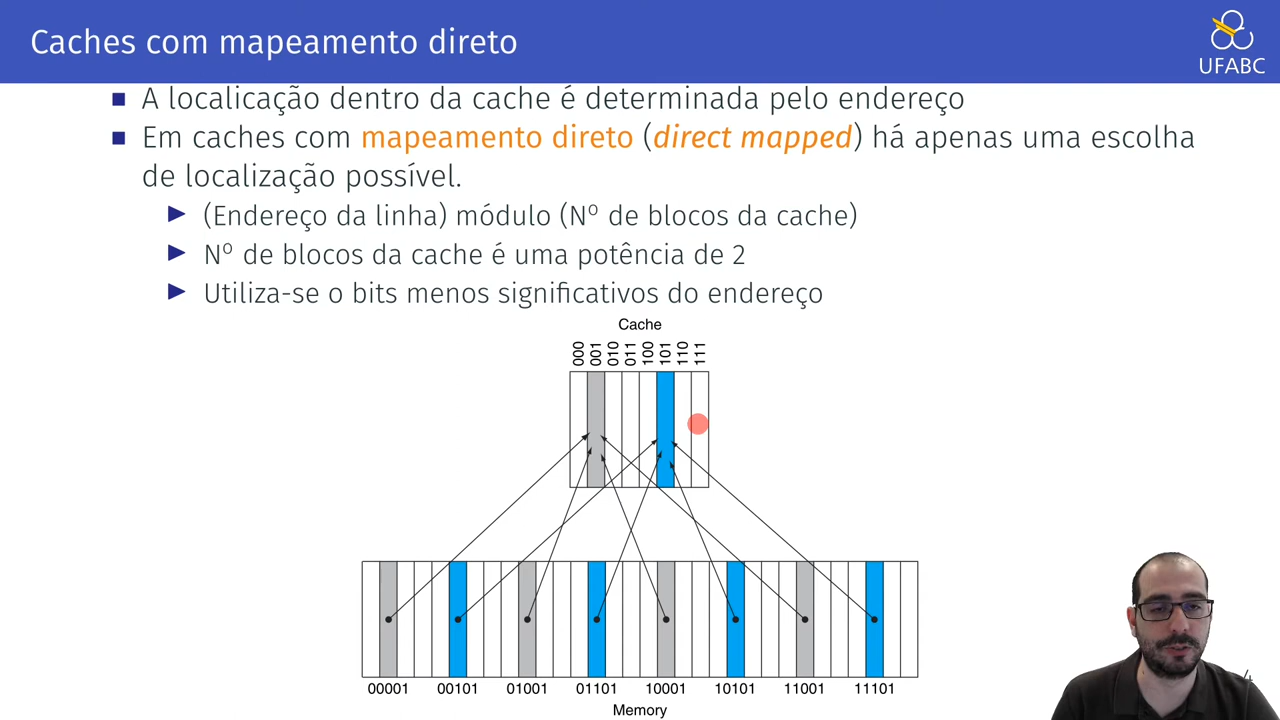 Caches com mapeamento direto
UFABC
■ A localicação dentro da cache é determinada pelo endereço
■ Em caches com mapeamento direto (direct mapped) há apenas uma escolha
de localização possível.
▶ (Endereço da linha) módulo (Nº de blocos da cache)
▶ Nº de blocos da cache é uma potência de 2
▶ Utiliza-se o bits menos significativos do endereço
Cache
000 001 010 011 100 101 110 111
00001 00101 01001 01101 10001 10101 11001 11101
Memory
4